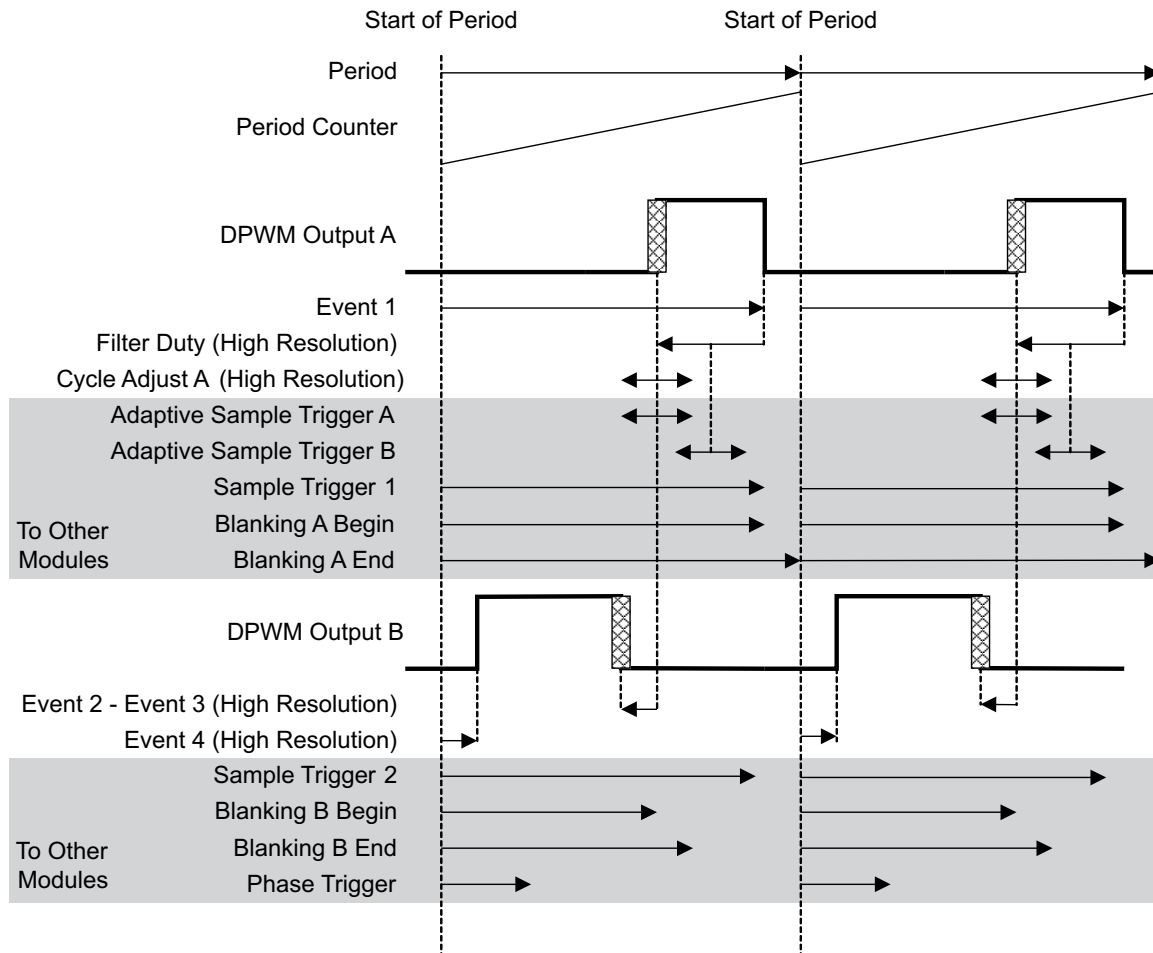 Start of Period
Start of Period
Period
Period Counter
DPWM Output A
Event 1
Filter Duty (High Resolution)
Cycle Adjust A (High Resolution)
Adaptive Sample Trigger A
Adaptive Sample Trigger B
Sample Trigger 1
Blanking A Begin
Blanking A End
To Other
Modules
DPWM Output B
Event 2 - Event 3 (High Resolution)
Event 4 (High Resolution)
Sample Trigger 2
Blanking B Begin
Blanking B End
Phase Trigger
To Other
Modules